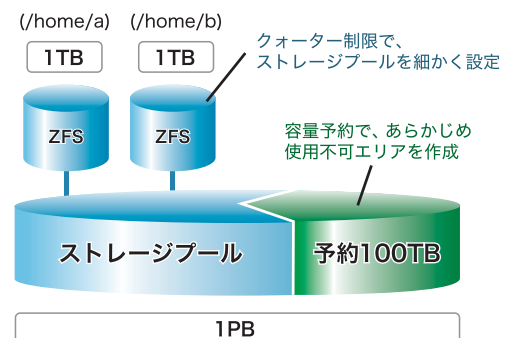 (/home/a)
(/home/b)
1TB
1TB
クォーター制限で、
ストレージプールを細かく設定
ZFS
ZFS
容量予約で、あらかじめ
使用不可エリアを作成
ストレージプール
予約100TB
1PB